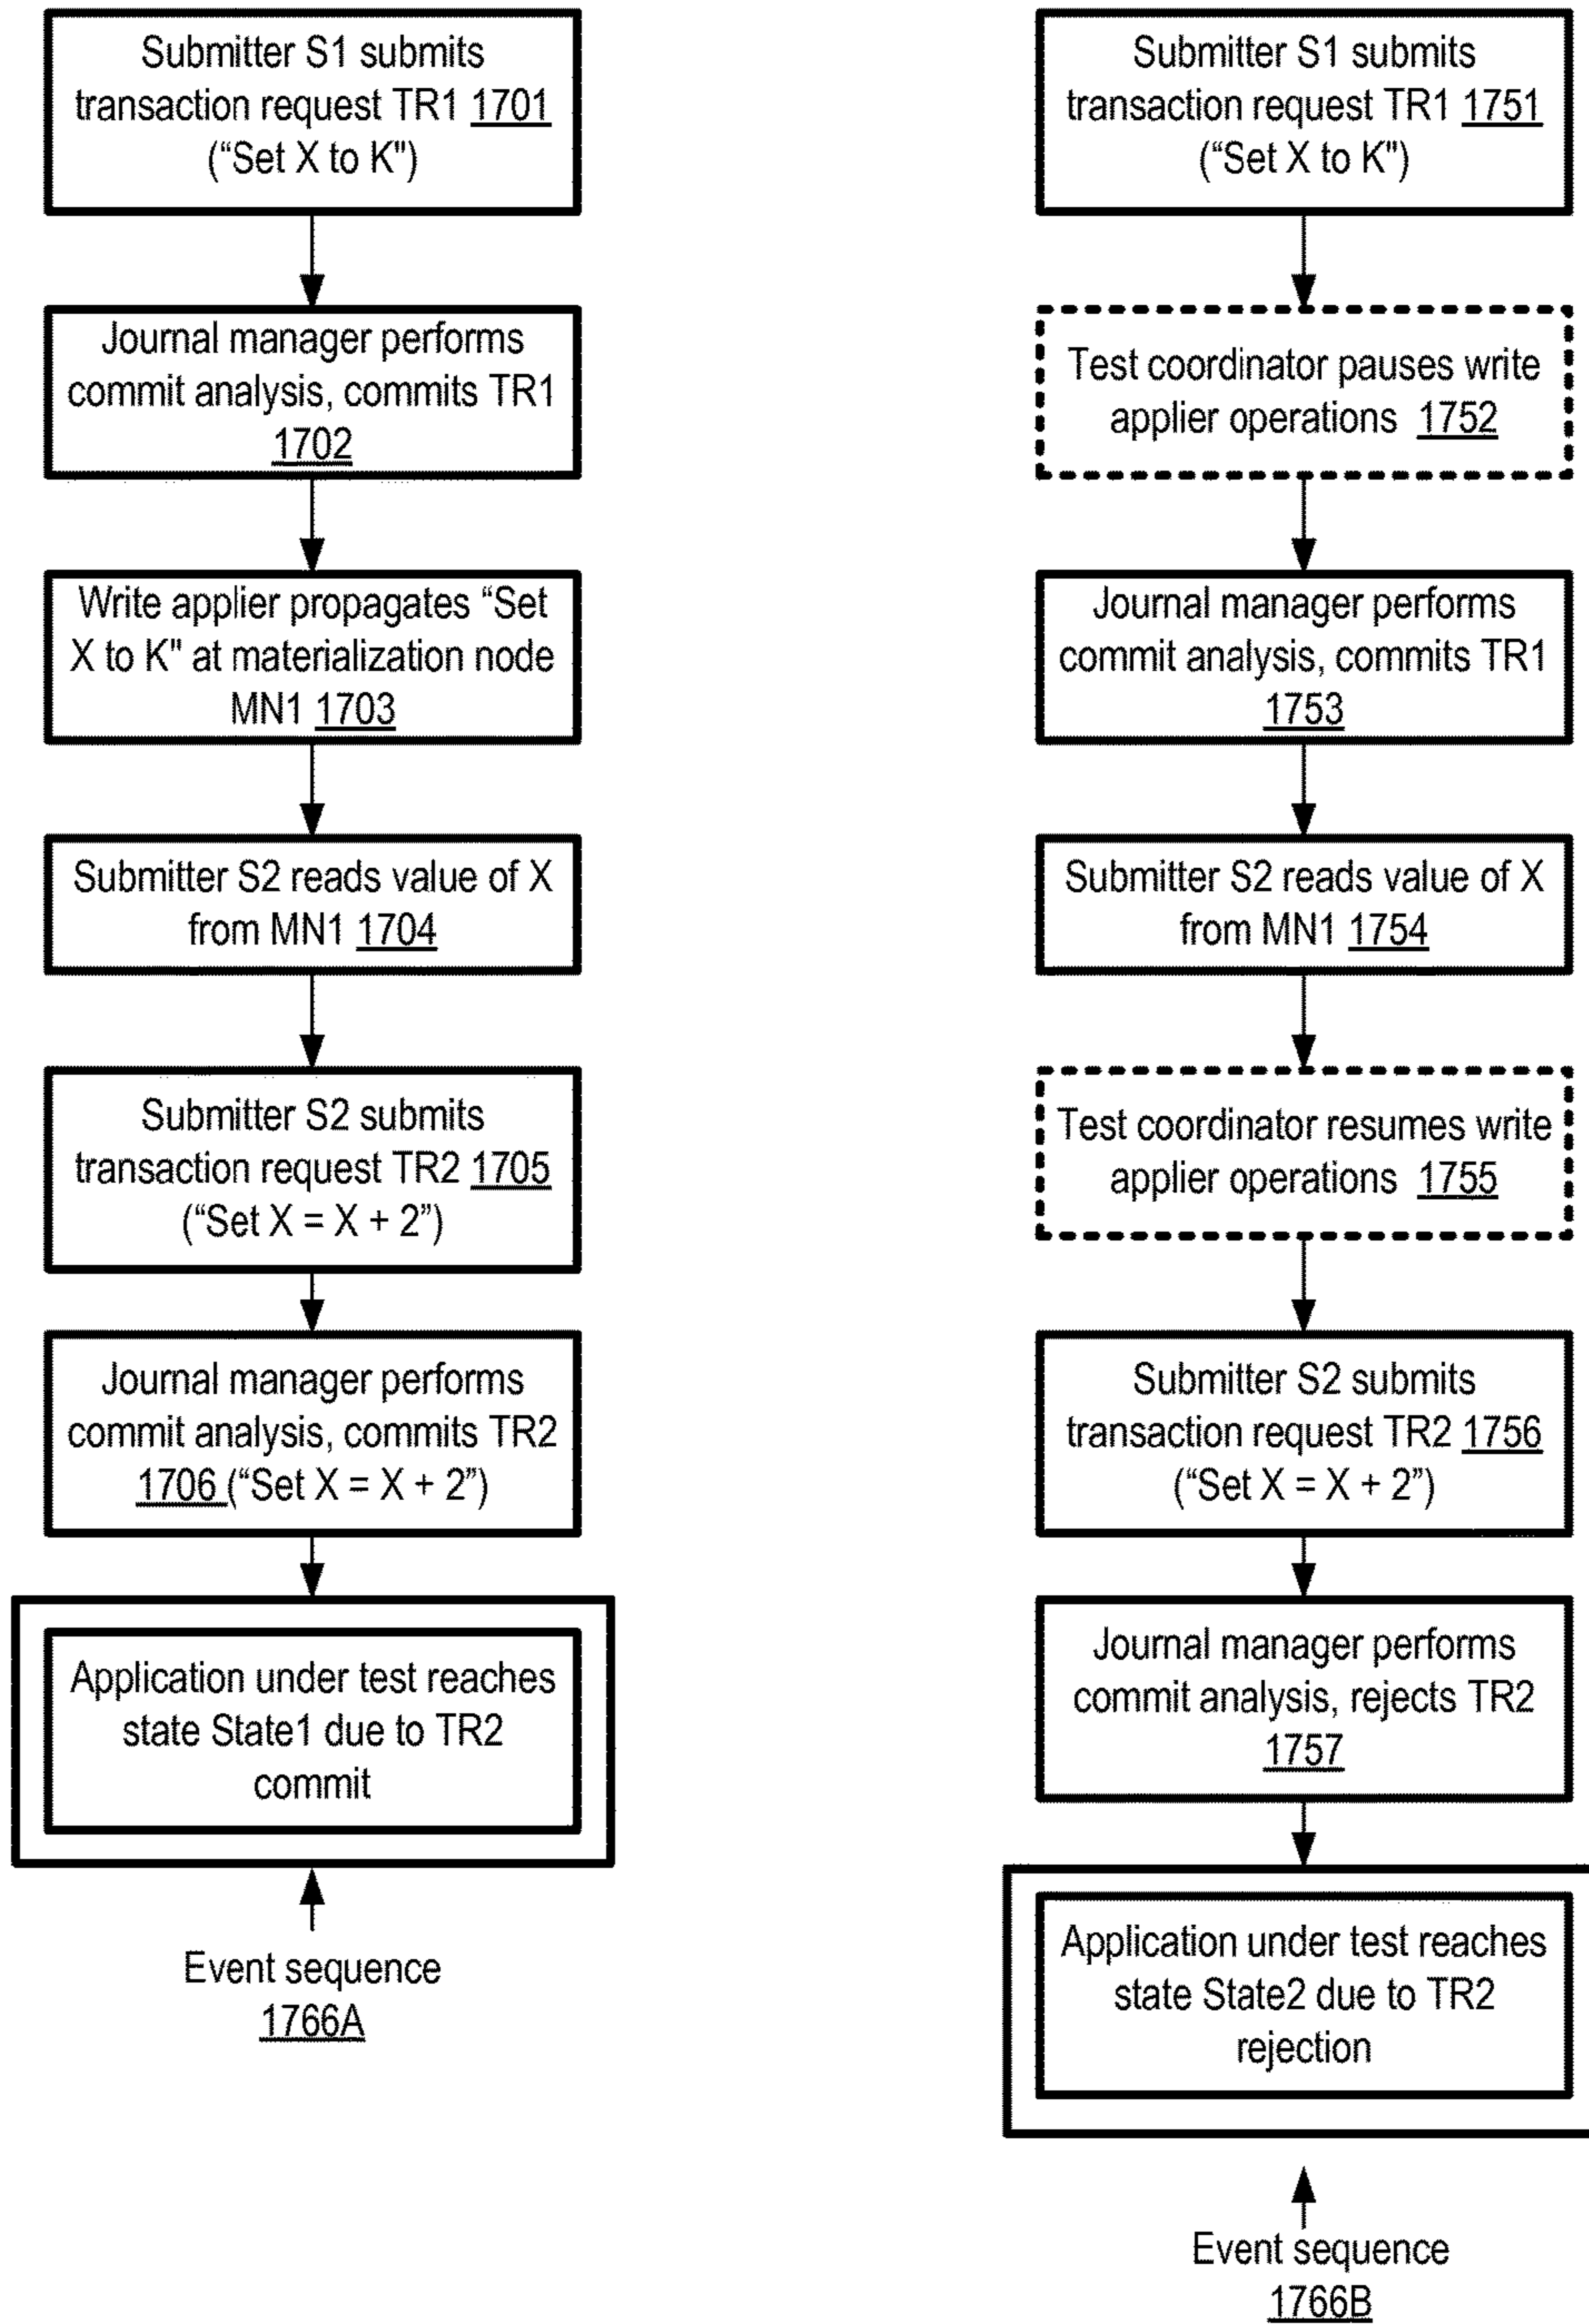 Submitter S1 submits
transaction request TR1 1701
(“Set X to K")
Journal manager performs
commit analysis, commits TR1
1702
Write applier propagates “Set
X to K" at materialization node
MN1 1703
Submitter S2 reads value of X
from MN1 1704
Submitter S2 submits
transaction request TR2 1705
(“Set X = X + 2”)
Journal manager performs
commit analysis, commits TR2
1706 (“Set X = X + 2”)
Application under test reaches
state State1 due to TR2
commit
Event sequence
1766A
Submitter S1 submits
transaction request TR1 1751
(“Set X to K")
Test coordinator pauses write
applier operations 1752
Journal manager performs
commit analysis, commits TR1
1753
Submitter S2 reads value of X
from MN1 1754
Test coordinator resumes write
applier operations 1755
Submitter S2 submits
transaction request TR2 1756
(“Set X = X + 2”)
Journal manager performs
commit analysis, rejects TR2
1757
Application under test reaches
state State2 due to TR2
rejection
Event sequence
1766B